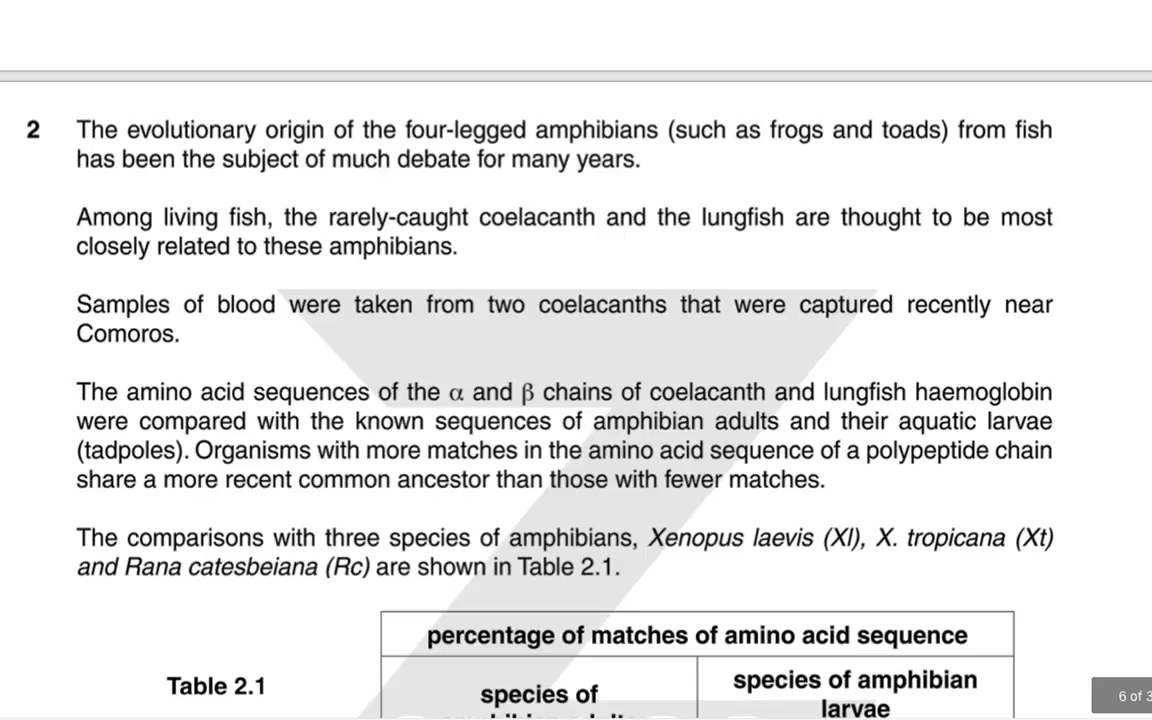 2 The evolutionary origin of the four-legged amphibians (such as frogs and toads) from fish
has been the subject of much debate for many years.
Among living fish, the rarely-caught coelacanth and the lungfish are thought to be most
closely related to these amphibians.
Samples of blood were taken from two coelacanths that were captured recently near
Comoros.
The amino acid sequences of the α and β chains of coelacanth and lungfish haemoglobin
were compared with the known sequences of amphibian adults and their aquatic larvae
(tadpoles). Organisms with more matches in the amino acid sequence of a polypeptide chain
share a more recent common ancestor than those with fewer matches.
The comparisons with three species of amphibians, Xenopus laevis (Xl), X. tropicana (Xt)
and Rana catesbeiana (Rc) are shown in Table 2.1.
percentage of matches of amino acid sequence
Table 2.1
species of
species of amphibian
larvae
6 of 3